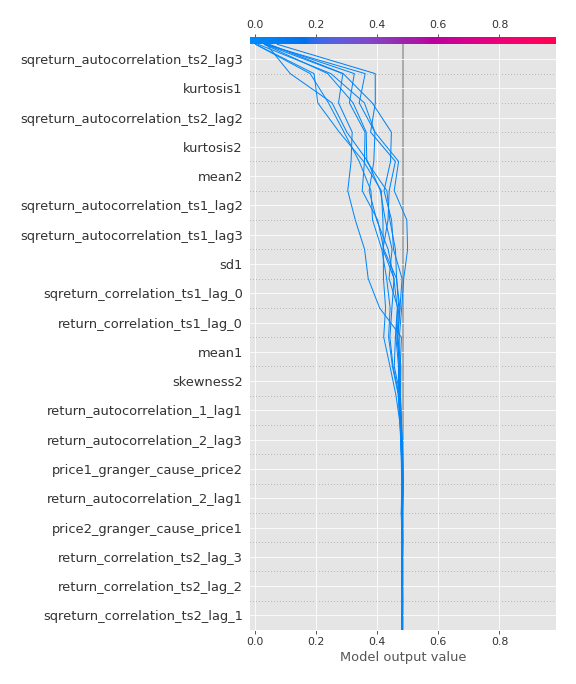 0.0 0.2 0.4 0.6 0.8
sqreturn_autocorrelation_ts2_lag3
kurtosis1
sqreturn_autocorrelation_ts2_lag2
kurtosis2
mean2
sqreturn_autocorrelation_ts1_lag2
sqreturn_autocorrelation_ts1_lag3
sd1
sqreturn_correlation_ts1_lag_0
return_correlation_ts1_lag_0
mean1
skewness2
return_autocorrelation_1_lag1
return_autocorrelation_2_lag3
price1_granger_cause_price2
return_autocorrelation_2_lag1
price2_granger_cause_price1
return_correlation_ts2_lag_3
return_correlation_ts2_lag_2
sqreturn_correlation_ts2_lag_1
0.0 0.2 0.4 0.6 0.8
Model output value